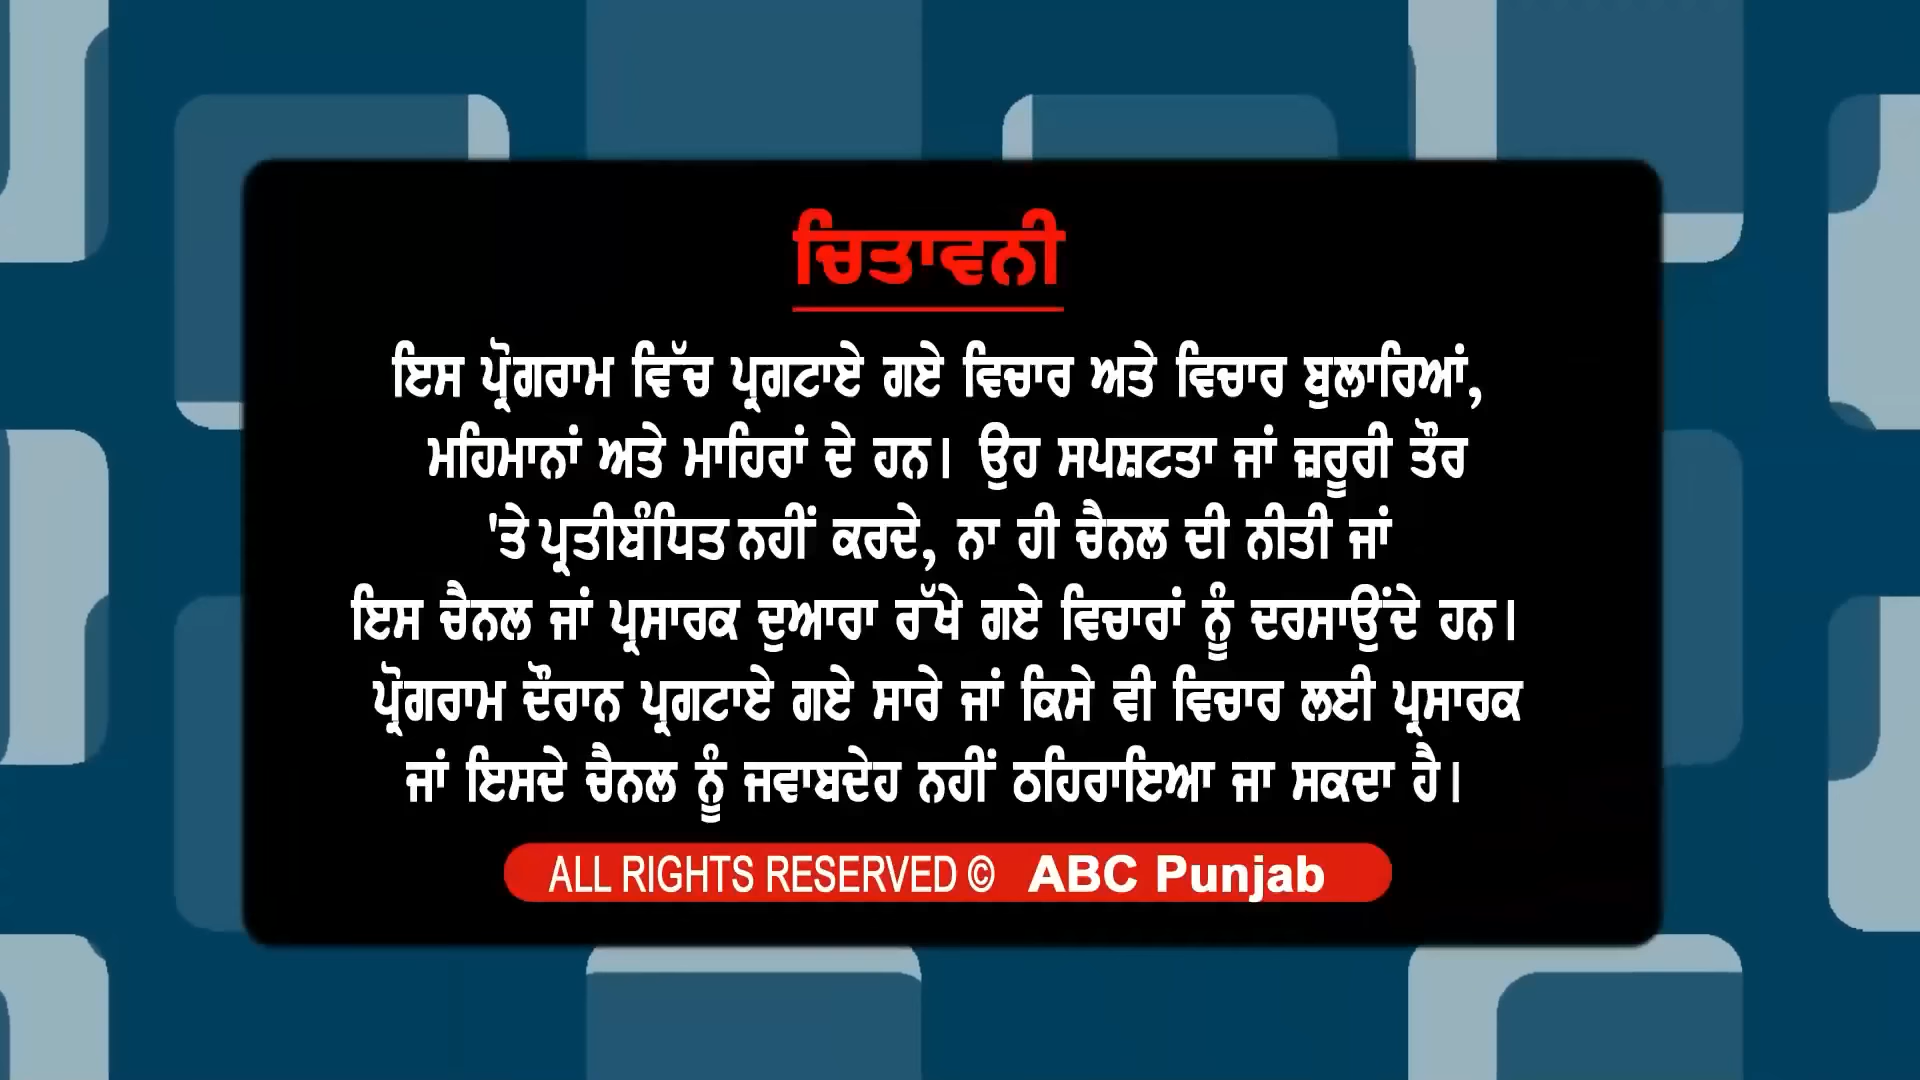 ਚਿਤਾਵਨੀ
ਇਸ ਪ੍ਰੋਗਰਾਮ ਵਿੱਚ ਪ੍ਰਗਟਾਏ ਗਏ ਵਿਚਾਰ ਅਤੇ ਵਿਚਾਰ ਬੁਲਾਰਿਆਂ,
ਮਹਿਮਾਨਾਂ ਅਤੇ ਮਾਹਿਰਾਂ ਦੇ ਹਨ। ਉਹ ਸਪਸ਼ਟਤਾ ਜਾਂ ਜ਼ਰੂਰੀ ਤੌਰ
'ਤੇ ਪ੍ਰਤੀਬੰਧਿਤ ਨਹੀਂ ਕਰਦੇ, ਨਾ ਹੀ ਚੈਨਲ ਦੀ ਨੀਤੀ ਜਾਂ
ਇਸ ਚੈਨਲ ਜਾਂ ਪ੍ਰਸਾਰਕ ਦੁਆਰਾ ਰੱਖੇ ਗਏ ਵਿਚਾਰਾਂ ਨੂੰ ਦਰਸਾਉਂਦੇ ਹਨ।
ਪ੍ਰੋਗਰਾਮ ਦੌਰਾਨ ਪ੍ਰਗਟਾਏ ਗਏ ਸਾਰੇ ਜਾਂ ਕਿਸੇ ਵੀ ਵਿਚਾਰ ਲਈ ਪ੍ਰਸਾਰਕ
ਜਾਂ ਇਸਦੇ ਚੈਨਲ ਨੂੰ ਜਵਾਬਦੇਹ ਨਹੀਂ ਠਹਿਰਾਇਆ ਜਾ ਸਕਦਾ ਹੈ।
ALL RIGHTS RESERVED © ABC Punjab